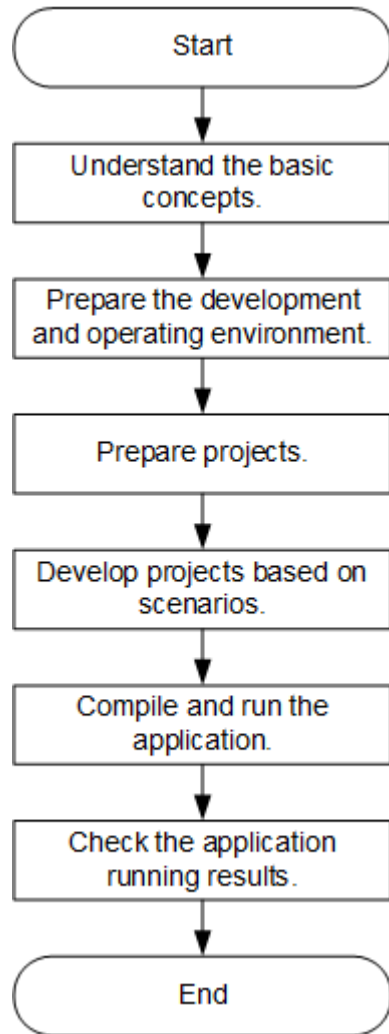 Start
Understand the basic
concepts.
Prepare the development
and operating environment.
Prepare projects.
Develop projects based on
scenarios.
Compile and run the
application.
Check the application
running results.
End